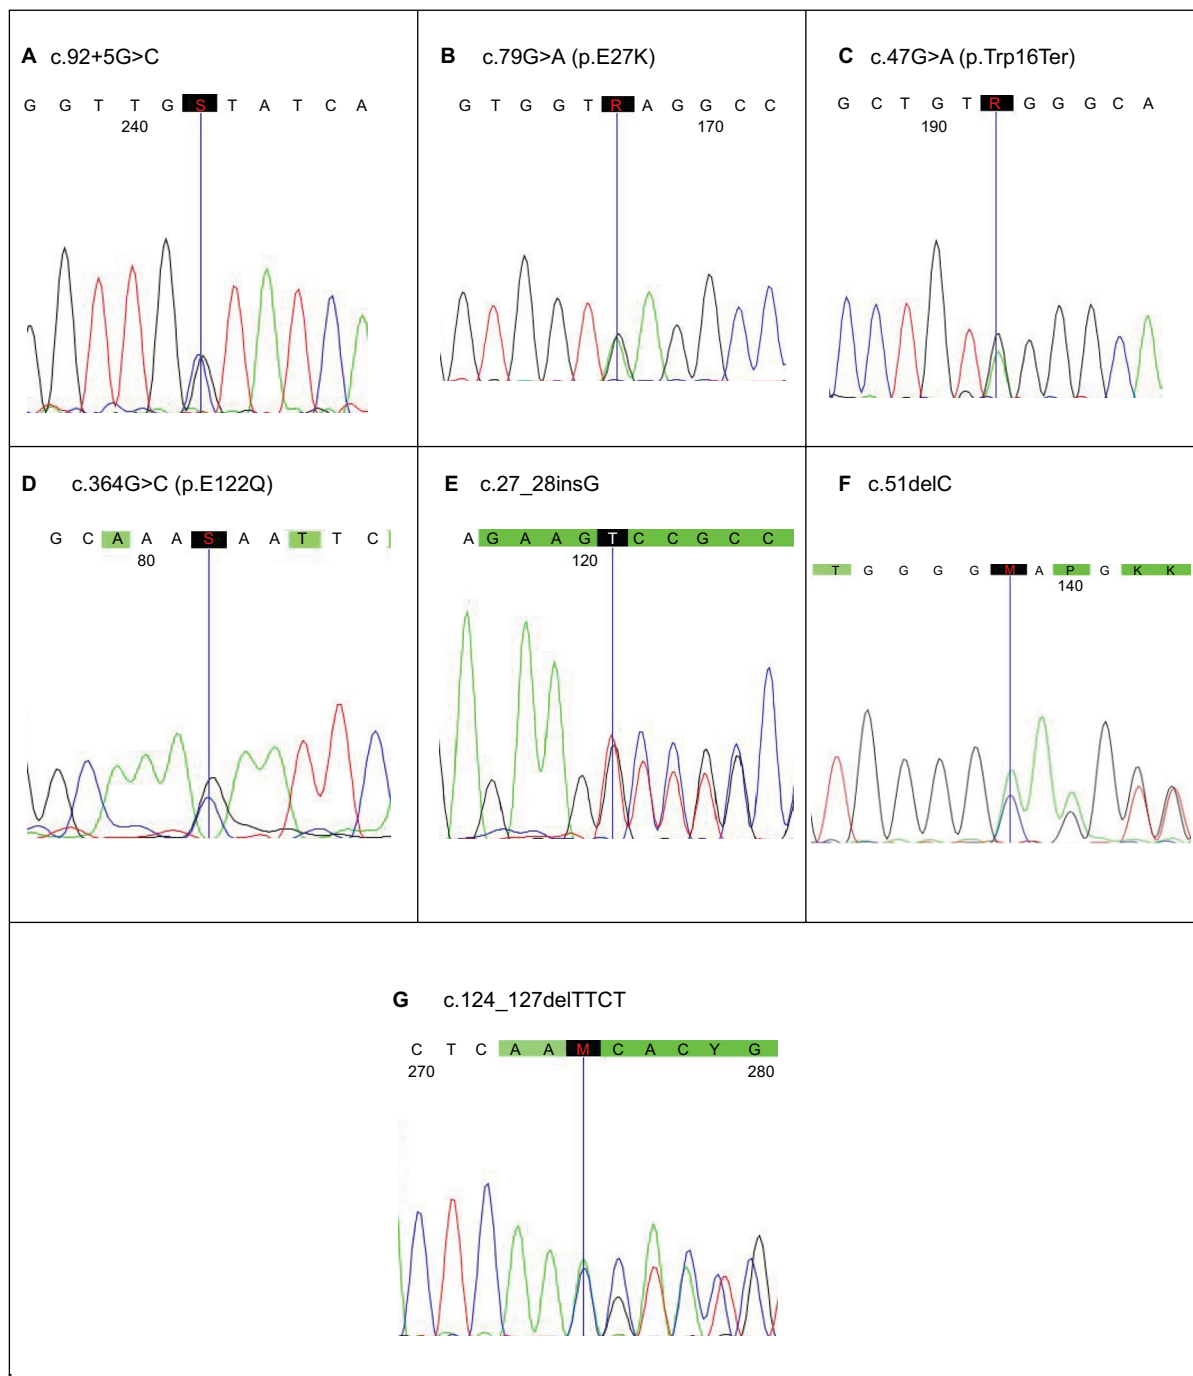 A c.92+5G>C
G G T T G S T A T C A
240
B c.79G>A (p.E27K)
G T G G T R A G G C C
170
C c.47G>A (p.Trp16Ter)
G C T G T R G G G C A
190
D c.364G>C (p.E122Q)
G C A A A S A A T T C
80
E c.27_28insG
A G A A G T C C G C C
120
F c.51delC
T G G G G M A P G K K
140
G c.124_127delTTCT
C T C A A M C A C Y G
270 280